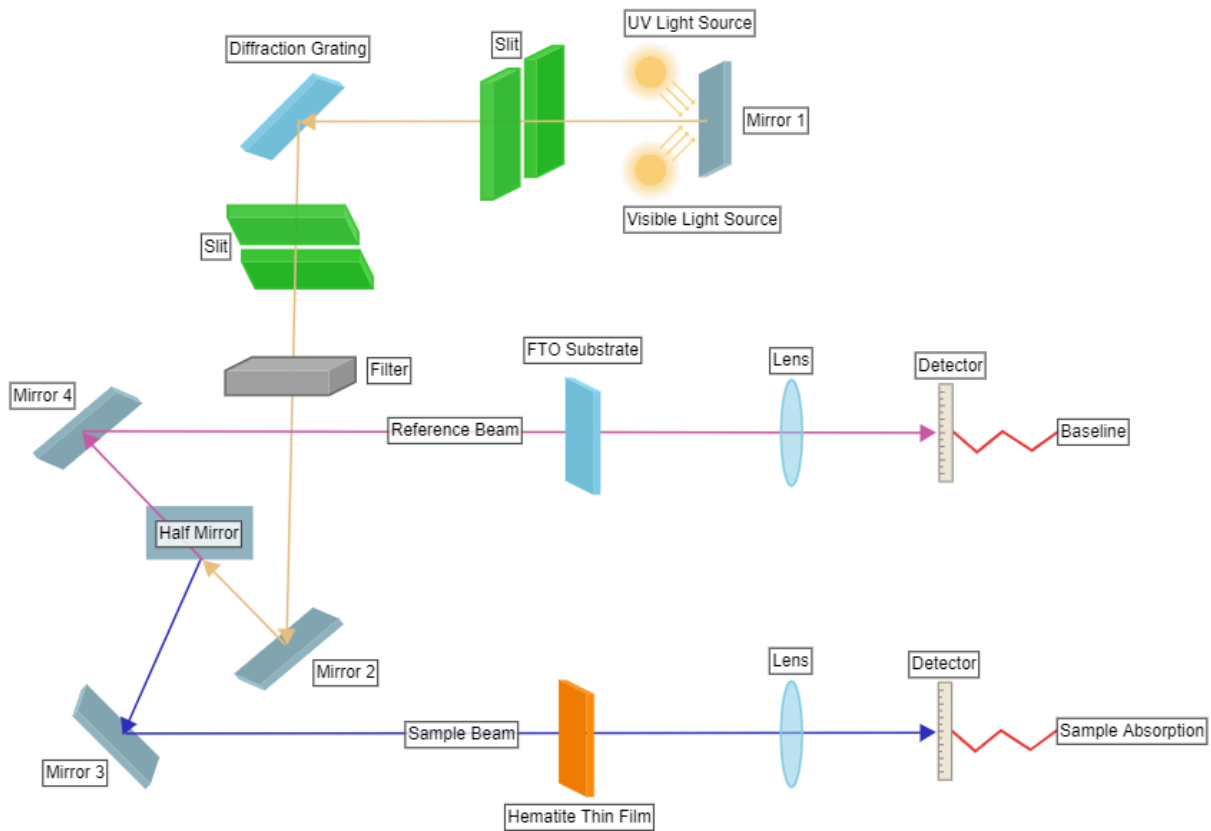 UV Light Source
Slit
Diffraction Grating
Mirror 1
Visible Light Source
Slit
FTO Substrate
Lens
Detector
Filter
Mirror 4
Reference Beam
Baseline
Half Mirror
Lens
Detector
Mirror 2
Sample Beam
Sample Absorption
Mirror 3
Hematite Thin Film